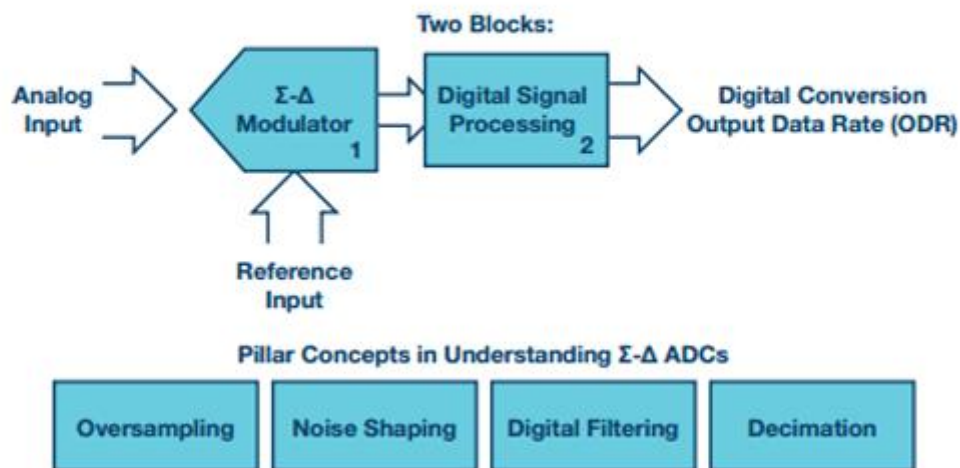 Two Blocks:
Analog
Input
Σ-Δ
Modulator
1
Digital Signal
Processing
2
Digital Conversion
Output Data Rate (ODR)
Reference
Input
Pillar Concepts in Understanding Σ-Δ ADCs
Oversampling
Noise Shaping
Digital Filtering
Decimation